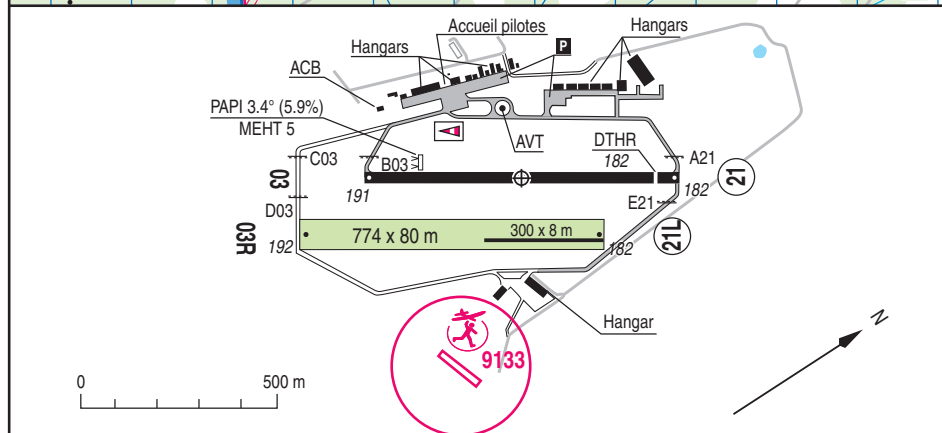 Accueil pilotes
Hangars
Hangars
P
ACB
PAPI 3.4° (5.9%)
MEHT 5
AVT
DTHR
182
C03
B03
A21
03
191
182
21
D03
E21
03R
192
774 x 80 m
300 x 8 m
182
21L
Hangar
9133
N
0
500 m